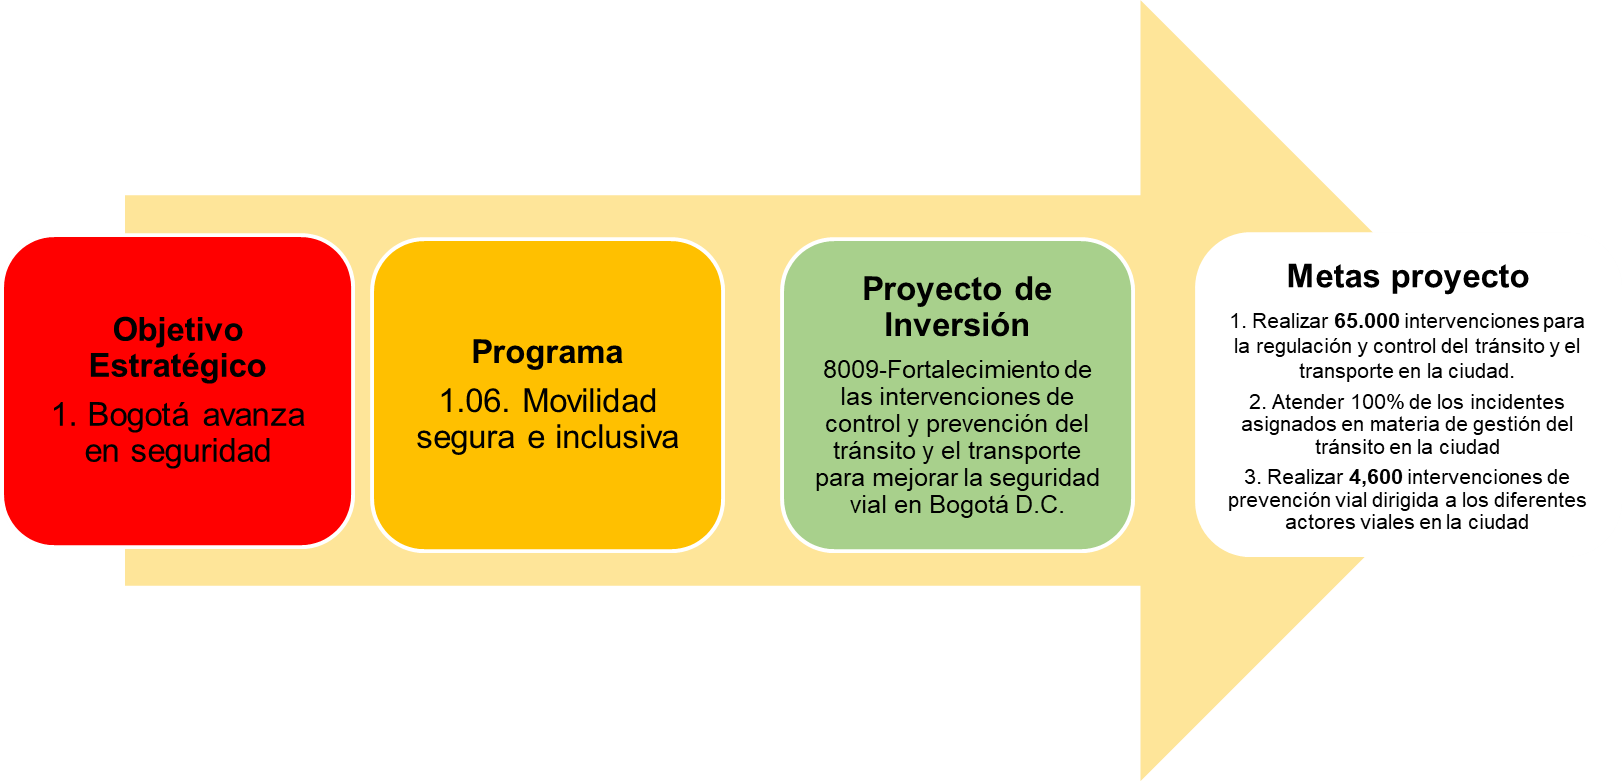 Objetivo
Estratégico
1. Bogotá avanza
en seguridad
Programa
1.06. Movilidad
segura e inclusiva
Proyecto de
Inversión
8009-Fortalecimiento de
las intervenciones de
control y prevención del
tránsito y el transporte
para mejorar la seguridad
vial en Bogotá D.C.
Metas proyecto
1. Realizar 65.000 intervenciones para
la regulación y control del tránsito y el
transporte en la ciudad.
2. Atender 100% de los incidentes
asignados en materia de gestión del
tránsito en la ciudad
3. Realizar 4,600 intervenciones de
prevención vial dirigida a los diferentes
actores viales en la ciudad